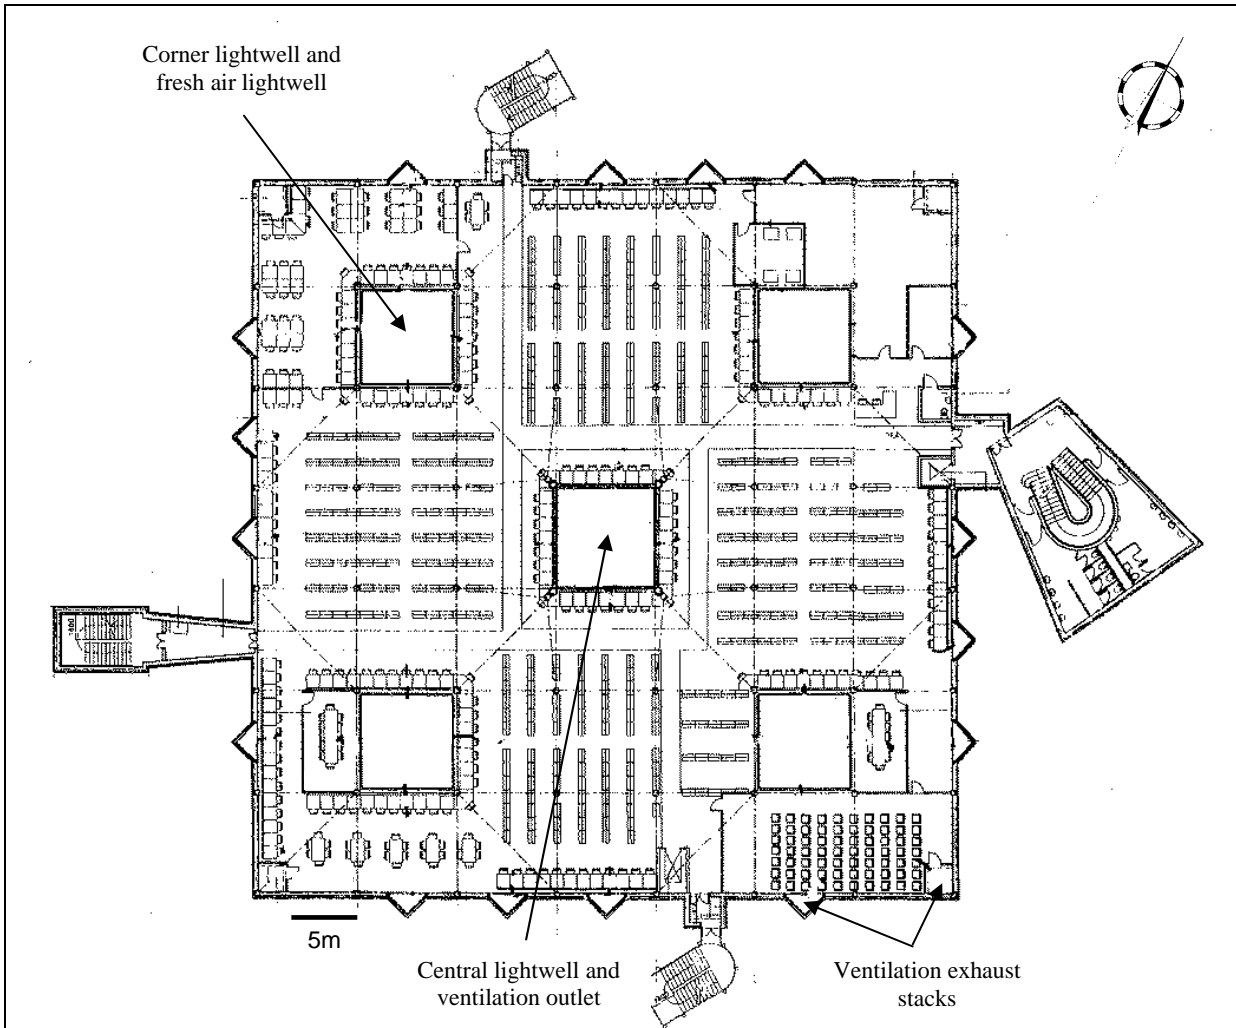 Corner lightwell and
fresh air lightwell
5m
Central lightwell and
ventilation outlet
Ventilation exhaust
stacks